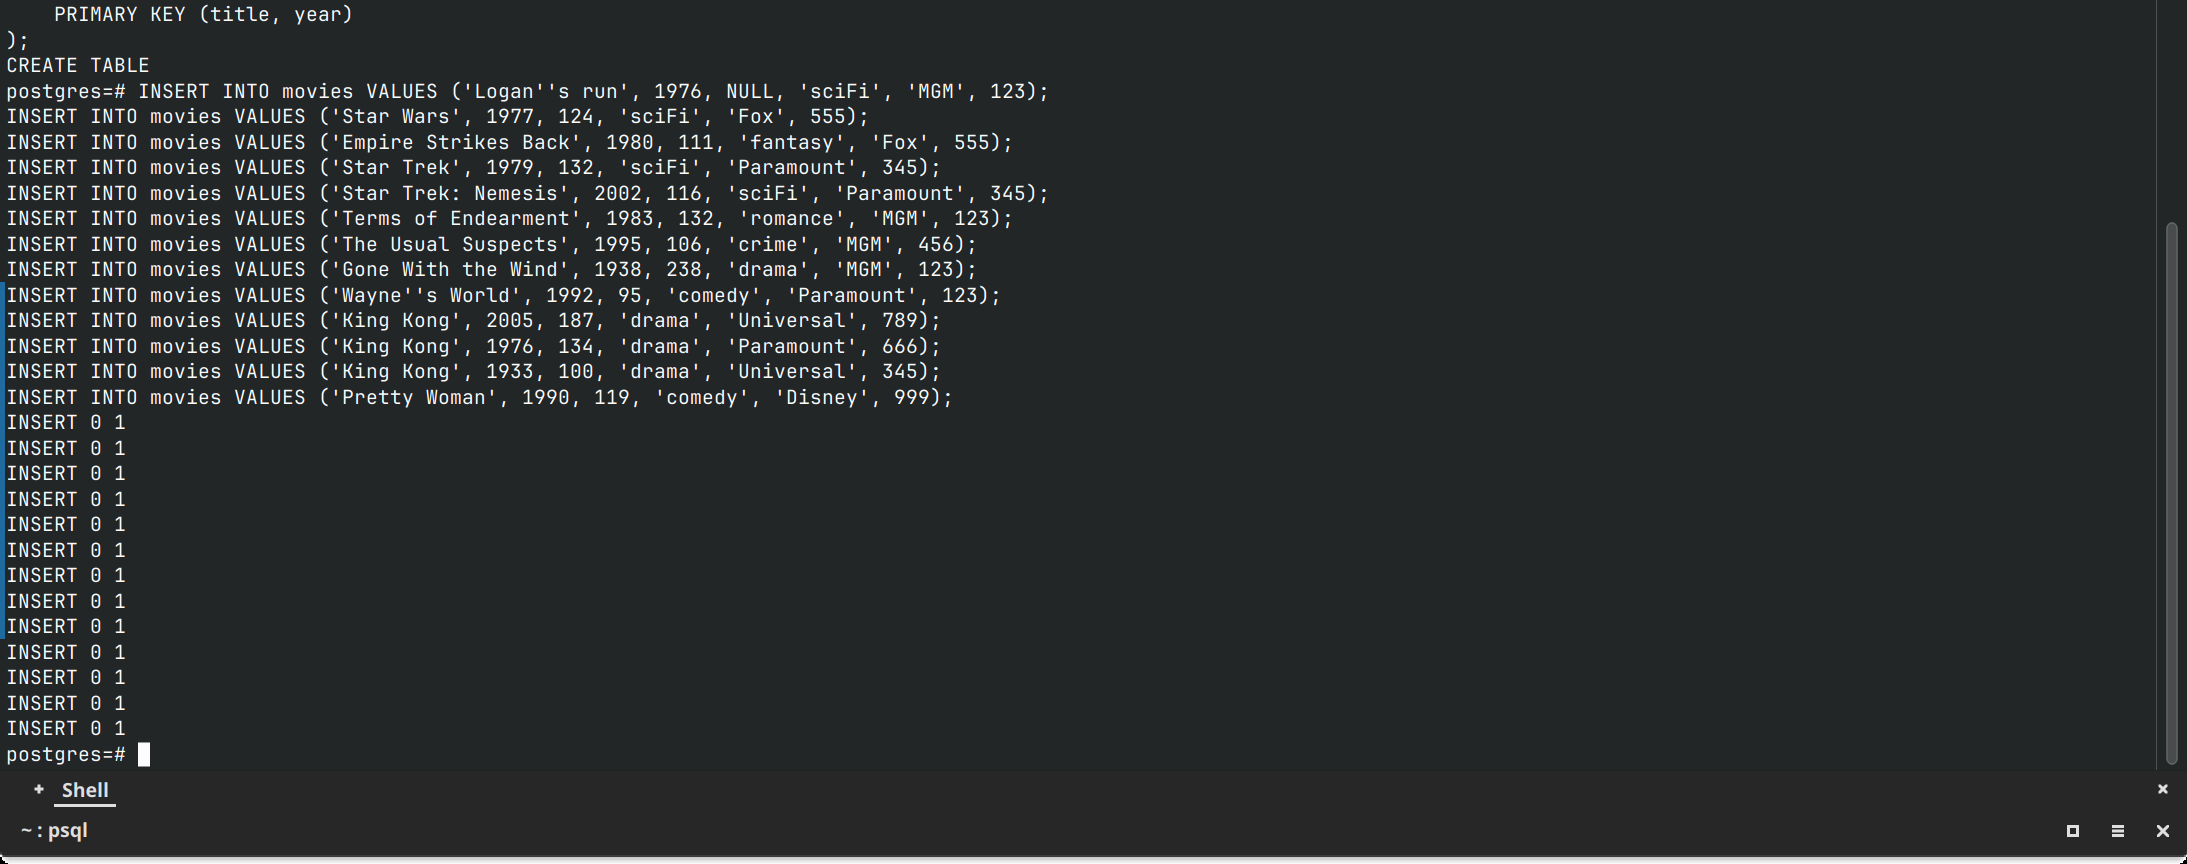 PRIMARY KEY (title, year)
);
CREATE TABLE
postgres=# INSERT INTO movies VALUES ('Logan''s run', 1976, NULL, 'sciFi', 'MGM', 123);
INSERT INTO movies VALUES ('Star Wars', 1977, 124, 'sciFi', 'Fox', 555);
INSERT INTO movies VALUES ('Empire Strikes Back', 1980, 111, 'fantasy', 'Fox', 555);
INSERT INTO movies VALUES ('Star Trek', 1979, 132, 'sciFi', 'Paramount', 345);
INSERT INTO movies VALUES ('Star Trek: Nemesis', 2002, 116, 'sciFi', 'Paramount', 345);
INSERT INTO movies VALUES ('Terms of Endearment', 1983, 132, 'romance', 'MGM', 123);
INSERT INTO movies VALUES ('The Usual Suspects', 1995, 106, 'crime', 'MGM', 456);
INSERT INTO movies VALUES ('Gone With the Wind', 1938, 238, 'drama', 'MGM', 123);
INSERT INTO movies VALUES ('Wayne''s World', 1992, 95, 'comedy', 'Paramount', 123);
INSERT INTO movies VALUES ('King Kong', 2005, 187, 'drama', 'Universal', 789);
INSERT INTO movies VALUES ('King Kong', 1976, 134, 'drama', 'Paramount', 666);
INSERT INTO movies VALUES ('King Kong', 1933, 100, 'drama', 'Universal', 345);
INSERT INTO movies VALUES ('Pretty Woman', 1990, 119, 'comedy', 'Disney', 999);
INSERT 0 1
INSERT 0 1
INSERT 0 1
INSERT 0 1
INSERT 0 1
INSERT 0 1
INSERT 0 1
INSERT 0 1
INSERT 0 1
INSERT 0 1
INSERT 0 1
INSERT 0 1
INSERT 0 1
postgres=#
Shell
~ : psql